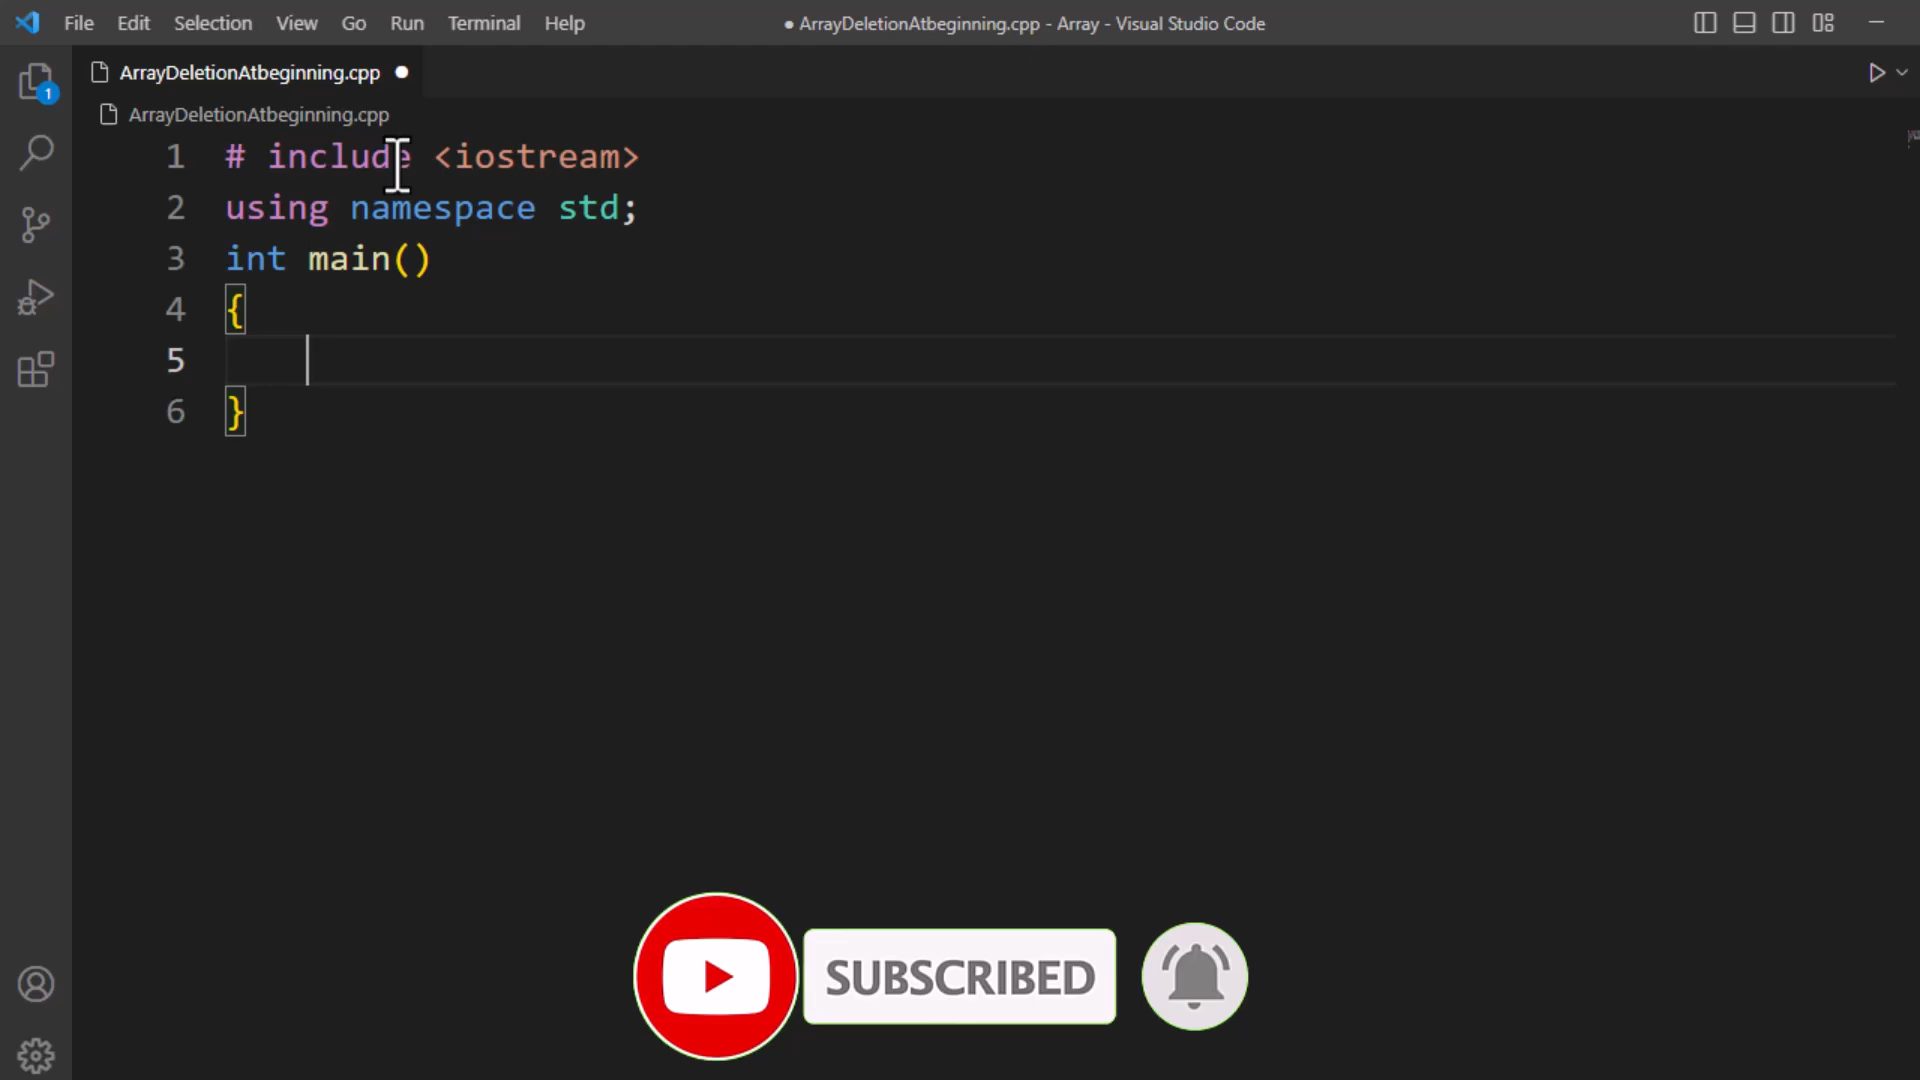 File Edit Selection View Go Run Terminal Help
● ArrayDeletionAtbeginning.cpp - Array - Visual Studio Code
ArrayDeletionAtbeginning.cpp ●
1
ArrayDeletionAtbeginning.cpp
1 # include <iostream>
2 using namespace std;
3 int main()
4 {
5
6 }
SUBSCRIBED